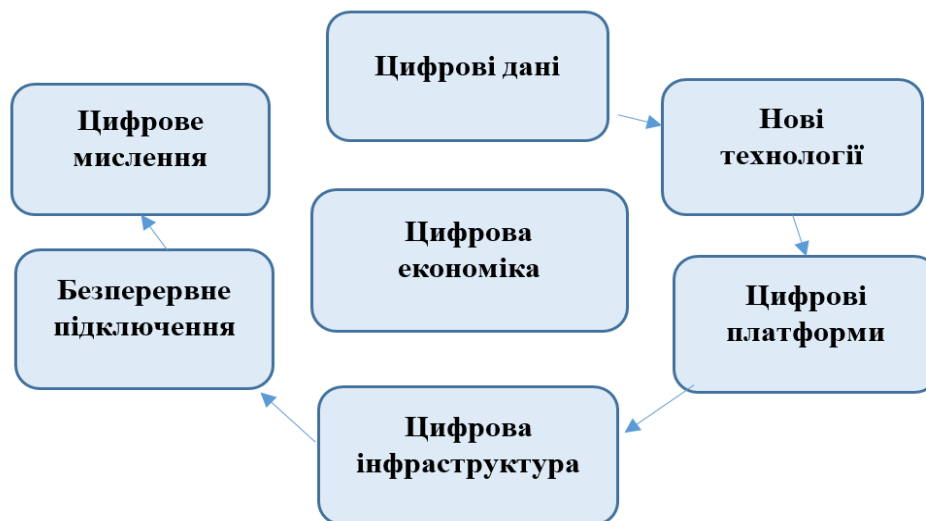 Цифрові дані
Цифрове
мислення
Нові
технології
Цифрова
економіка
Безперервне
підключення
Цифрові
платформи
Цифрова
інфраструктура